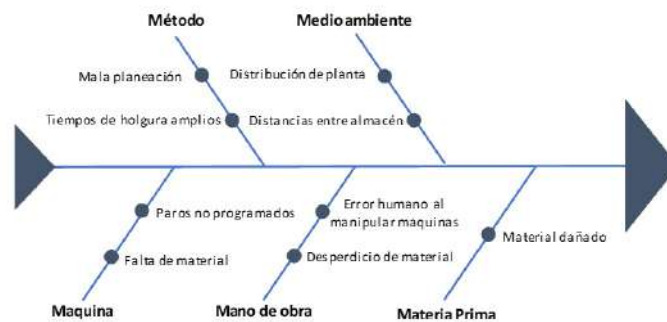 Método
Medio ambiente
Mala planeación
Distribución de planta
Tiempos de holgura amplios
Distancias entre almacén
Paros no programados
Error humano al
manipular maquinas
Material dañado
Falta de material
Desperdicio de material
Maquina
Mano de obra
Materia Prima